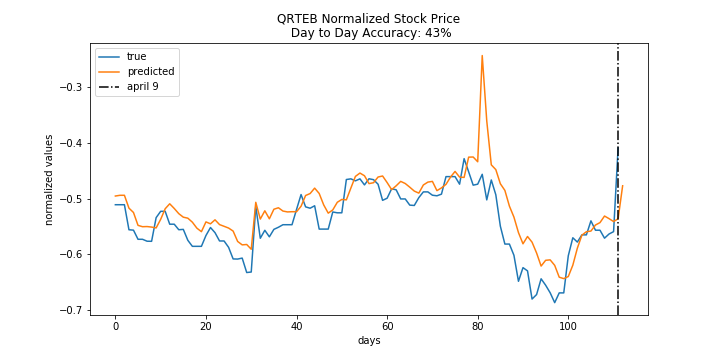 QRTEB Normalized Stock Price
Day to Day Accuracy: 43%
true
predicted
april 9
normalized values
−0.3
−0.4
−0.5
−0.6
−0.7
0
20
40
60
80
100
days